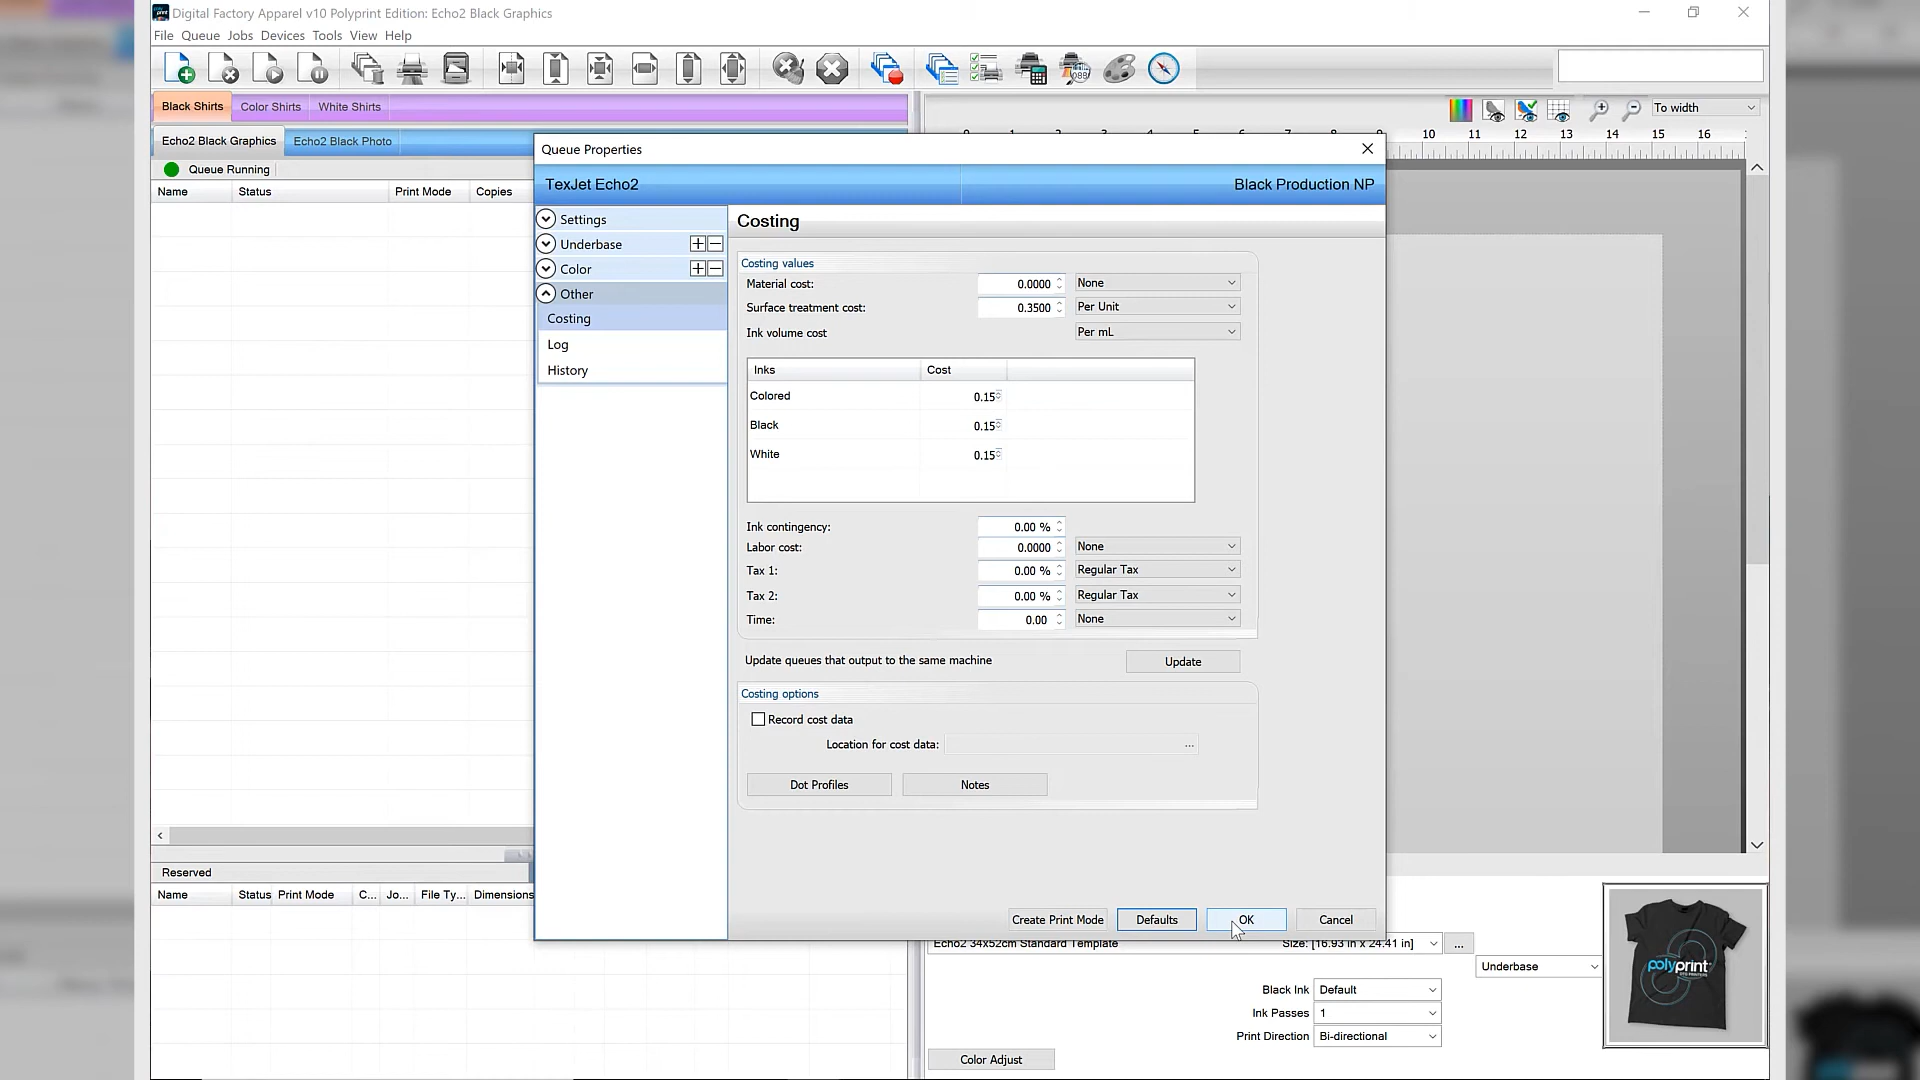 Digital Factory Apparel v10 Polyprint Edition: Echo2 Black Graphics
File Queue Jobs Devices Tools View Help
Black Shirts Color Shirts White Shirts
To width
Echo2 Black Graphics Echo2 Black Photo
10 11 12 13 14 15 16
Queue Running
Name Status Print Mode Copies
Queue Properties
TexJet Echo2 Black Production NP
Settings
Underbase
Color
Other
Costing
Log
History
Costing
Costing values
Material cost: 0.0000 None
Surface treatment cost: 0.3500 Per Unit
Ink volume cost Per mL
Inks Cost
Colored 0.15
Black 0.15
White 0.15
Ink contingency: 0.00 %
Labor cost: 0.0000 None
Tax 1: 0.00 % Regular Tax
Tax 2: 0.00 % Regular Tax
Time: 0.00 None
Update queues that output to the same machine Update
Costing options
Record cost data
Location for cost data: ...
Dot Profiles Notes
Create Print Mode Defaults OK Cancel
Reserved
Name Status Print Mode C... Jo... File Ty... Dimensions
Echo2 34x52cm Standard Template Size: [16.93 in x 24.41 in] ...
Underbase
Black Ink Default
Ink Passes 1
Print Direction Bi-directional
Color Adjust
polyprint